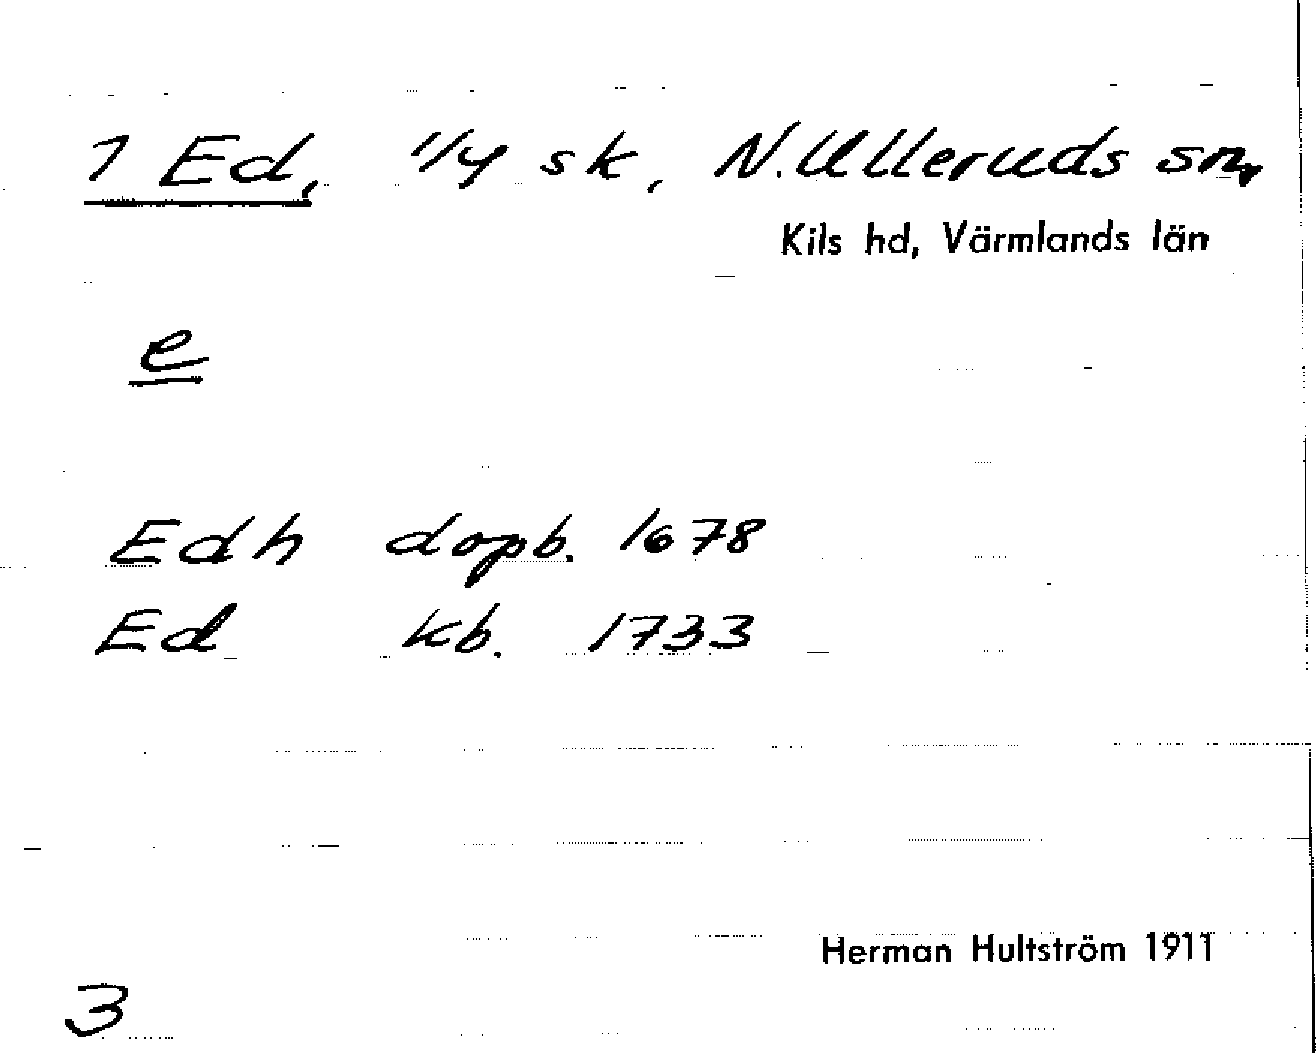 1 Ed, 1/4 sk, N. Ulleruds sn,
Kils hd, Värmlands län
e
Edh dopb. 1678
Ed kb. 1733
Herman Hultström 1911
3